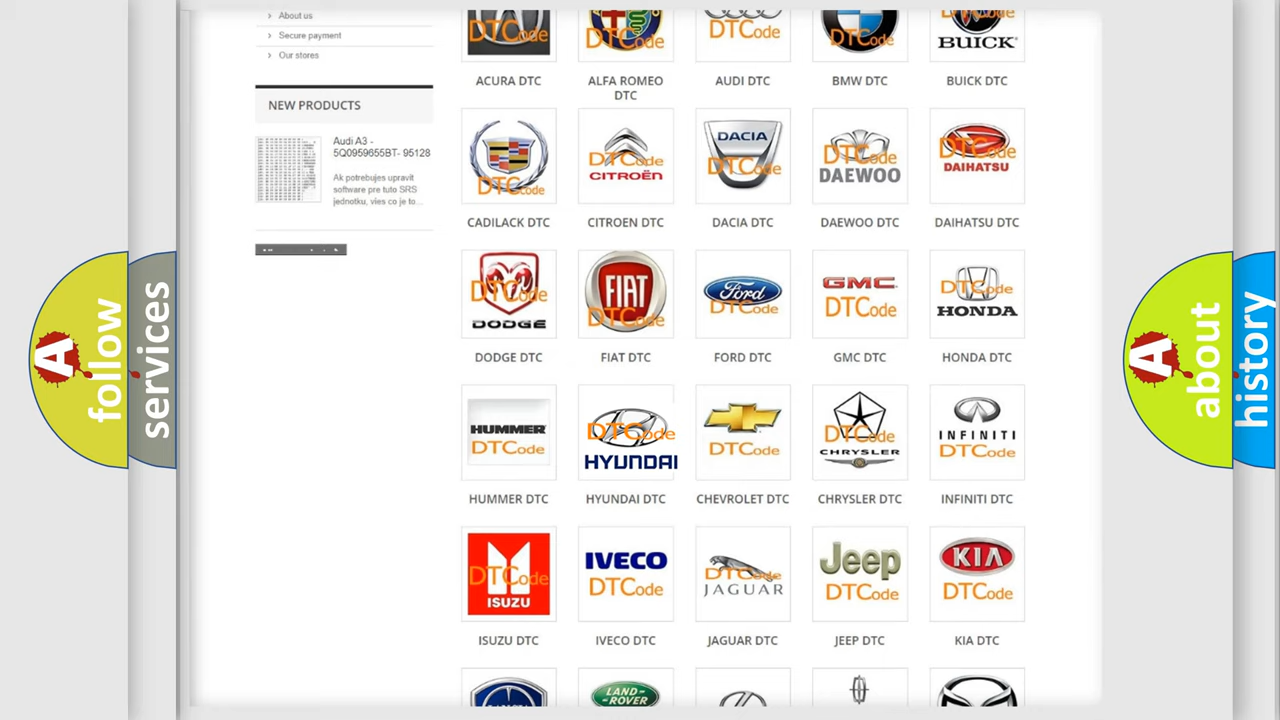 About us
Secure payment
Our stores
NEW PRODUCTS
Audi A3 -
5Q0959655BT- 95128
Ak potrebujes upravit
software pre tuto SRS
jednotku, vies co je to...
DTCode
DTCode
DTCode
DTCode
BUICK
ACURA DTC
ALFA ROMEO
DTC
AUDI DTC
BMW DTC
BUICK DTC
DTCode
DTCode
CITROËN
DACIA
DTCode
DTCode
DAEWOO
DTCode
DAIHATSU
CADILACK DTC
CITROEN DTC
DACIA DTC
DAEWOO DTC
DAIHATSU DTC
DTCode
DODGE
FIAT
DTCode
Ford
DTCode
GMC
DTCode
DTCode
HONDA
DODGE DTC
FIAT DTC
FORD DTC
GMC DTC
HONDA DTC
HUMMER
DTCode
DTCode
HYUNDAI
DTCode
DTCode
CHRYSLER
INFINITI
DTCode
HUMMER DTC
HYUNDAI DTC
CHEVROLET DTC
CHRYSLER DTC
INFINITI DTC
DTCode
ISUZU
IVECO
DTCode
DTCode
JAGUAR
Jeep
DTCode
KIA
DTCode
ISUZU DTC
IVECO DTC
JAGUAR DTC
JEEP DTC
KIA DTC
LAND-
ROVER
A
follow
services
A
about
history